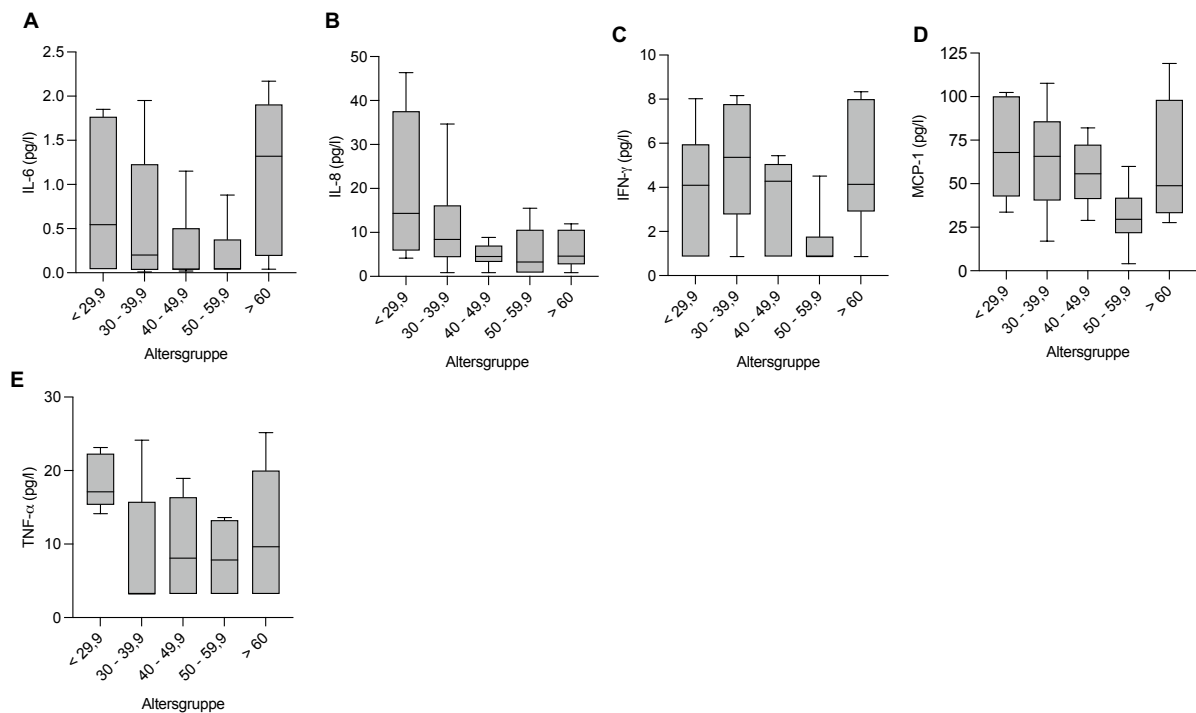 A
IL-6 (pg/l)
2.5
2.0
1.5
1.0
0.5
0.0
< 29,9
30 - 39,9
40 - 49,9
50 - 59,9
> 60
Altersgruppe
B
IL-8 (pg/l)
50
40
30
20
10
0
< 29,9
30 - 39,9
40 - 49,9
50 - 59,9
> 60
Altersgruppe
C
IFN-γ (pg/l)
10
8
6
4
2
0
< 29,9
30 - 39,9
40 - 49,9
50 - 59,9
> 60
Altersgruppe
D
MCP-1 (pg/l)
125
100
75
50
25
0
< 29,9
30 - 39,9
40 - 49,9
50 - 59,9
> 60
Altersgruppe
E
TNF-α (pg/l)
30
20
10
0
< 29,9
30 - 39,9
40 - 49,9
50 - 59,9
> 60
Altersgruppe